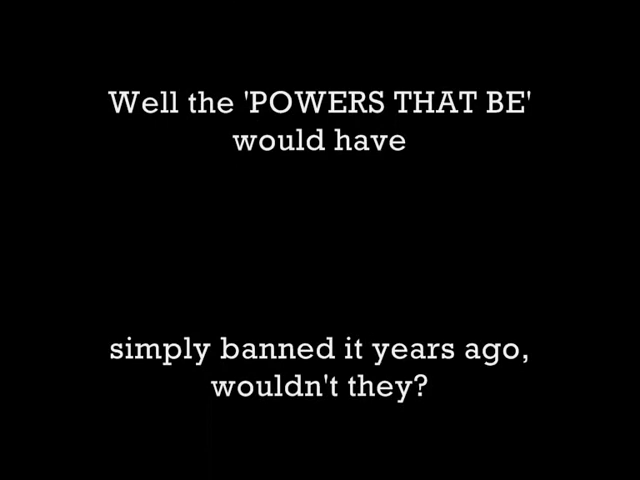 Well the 'POWERS THAT BE'
would have
simply banned it years ago,
wouldn't they?